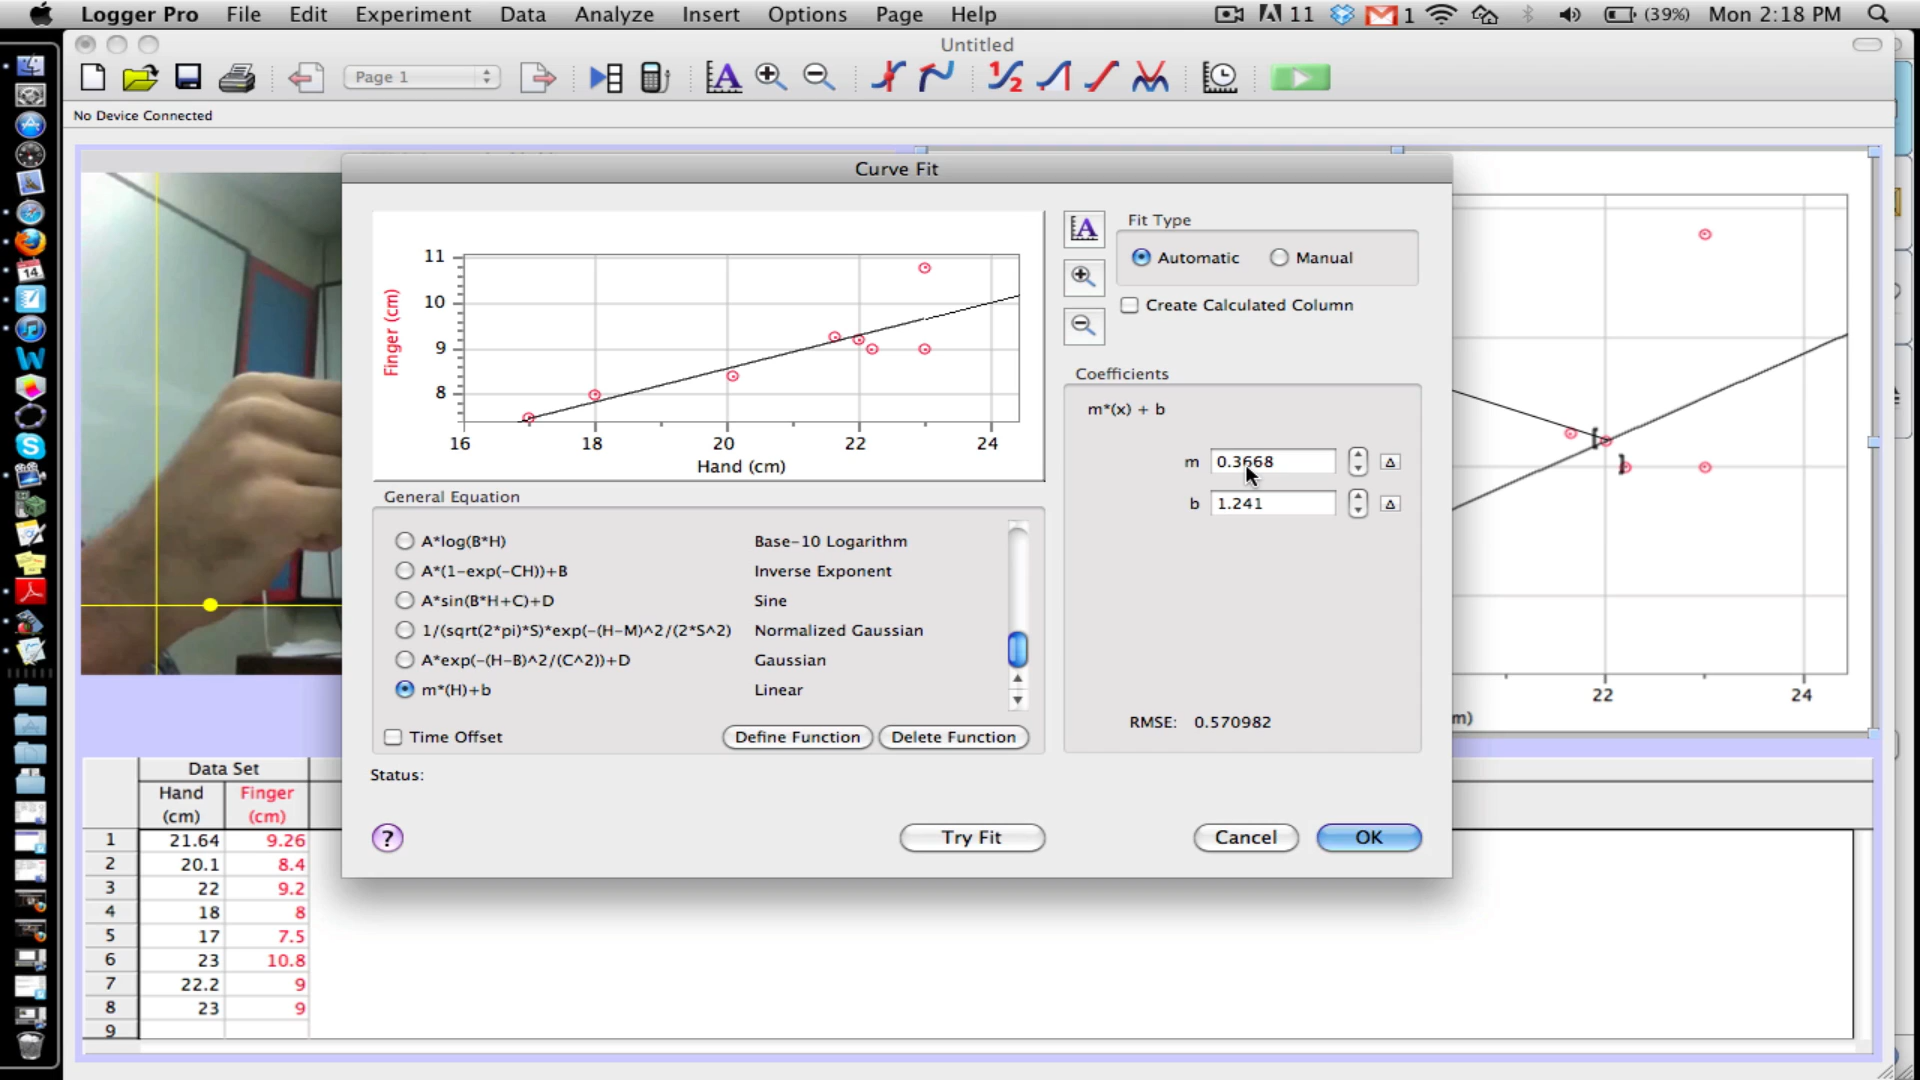 Logger Pro File Edit Experiment Data Analyze Insert Options Page Help 11 1 (39%) Mon 2:18 PM
Untitled
Page 1
No Device Connected
Curve Fit
11
10
9
8
Finger (cm)
16 18 20 22 24
Hand (cm)
Fit Type
Automatic Manual
Create Calculated Column
Coefficients
m*(x) + b
m 0.3668
b 1.241
RMSE: 0.570982
General Equation
A*log(B*H) Base-10 Logarithm
A*(1-exp(-CH))+B Inverse Exponent
A*sin(B*H+C)+D Sine
1/(sqrt(2*pi)*S)*exp(-(H-M)^2/(2*S^2) Normalized Gaussian
A*exp(-(H-B)^2/(C^2))+D Gaussian
m*(H)+b Linear
Time Offset Define Function Delete Function
Status:
? Try Fit Cancel OK
22 24
m)
Data Set
Hand Finger
(cm) (cm)
1 21.64 9.26
2 20.1 8.4
3 22 9.2
4 18 8
5 17 7.5
6 23 10.8
7 22.2 9
8 23 9
9
14